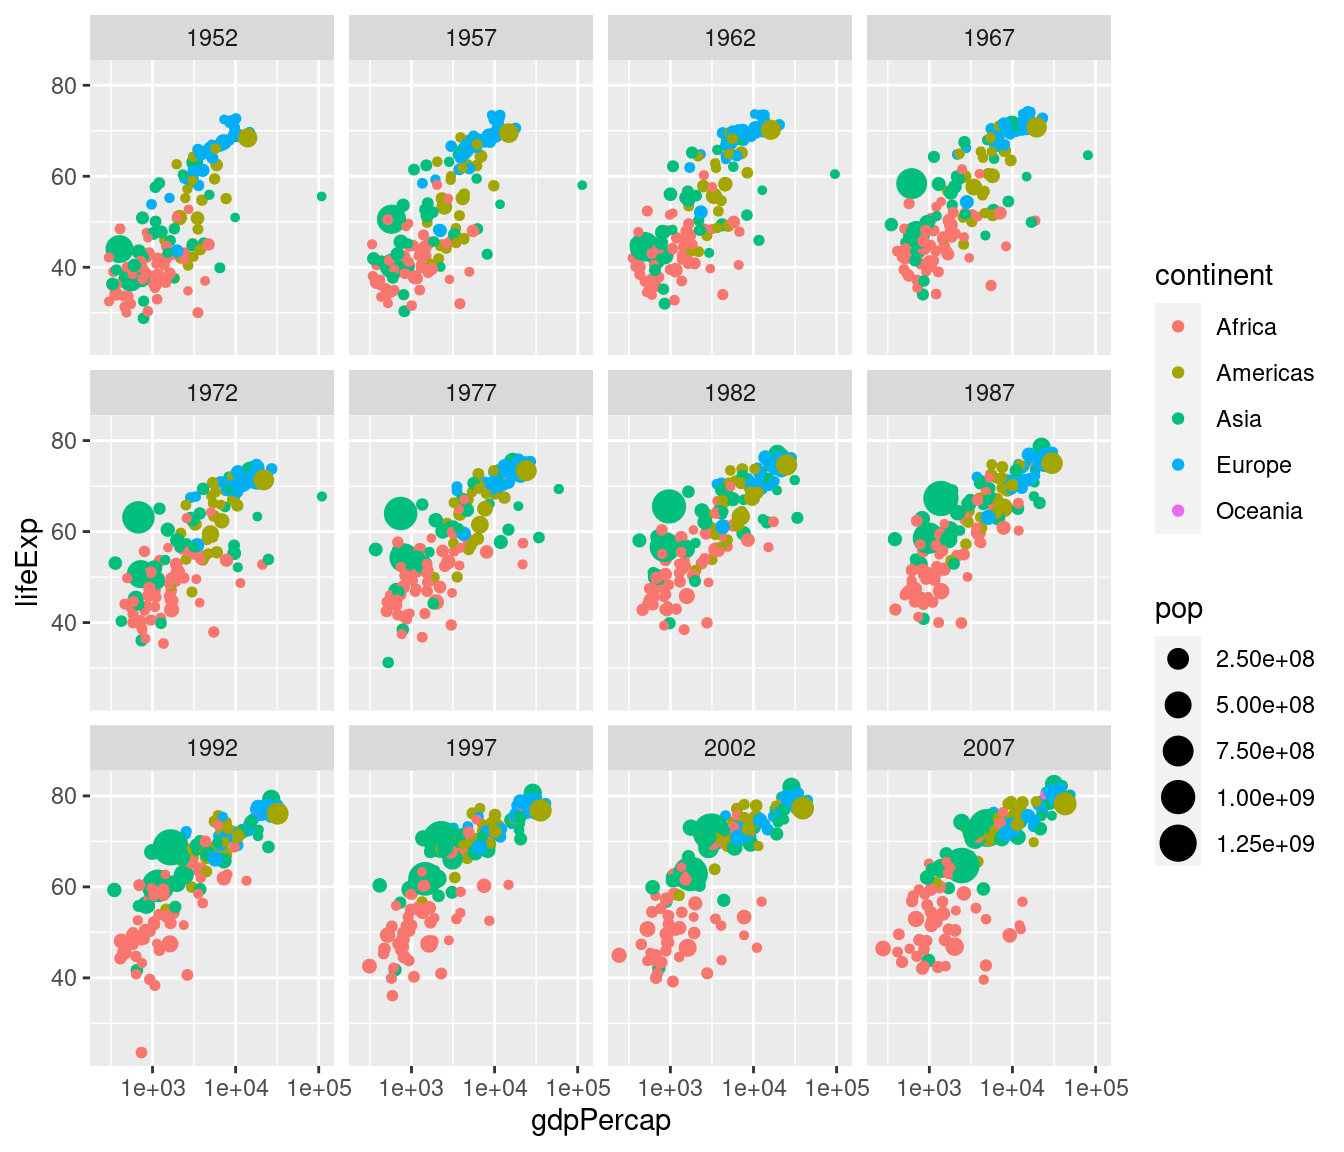 1952 1957 1962 1967
80
60
40
1972 1977 1982 1987
80
60
40
1992 1997 2002 2007
80
60
40
1e+03 1e+04 1e+05 1e+03 1e+04 1e+05 1e+03 1e+04 1e+05 1e+03 1e+04 1e+05
gdpPercap
lifeExp
continent
Africa
Americas
Asia
Europe
Oceania
pop
2.50e+08
5.00e+08
7.50e+08
1.00e+09
1.25e+09